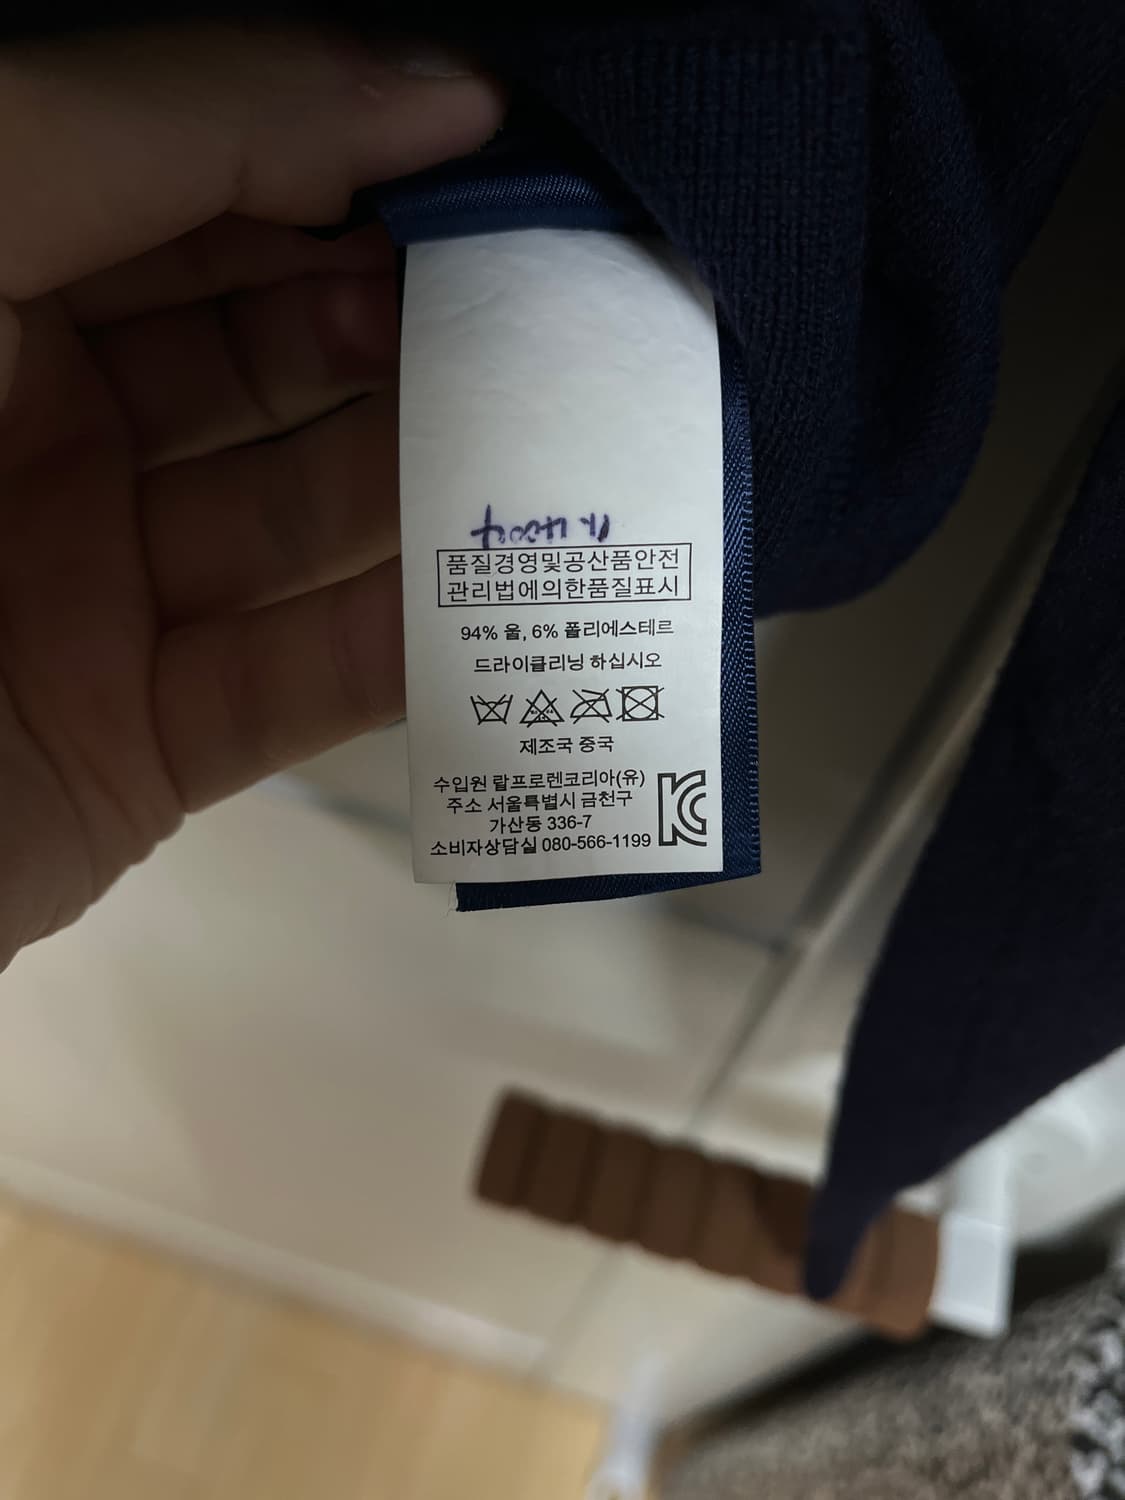 품질경영및공산품안전
관리법에의한품질표시
94% 울, 6% 폴리에스테르
드라이클리닝 하십시오
제조국 중국
수입원 랄프로렌코리아(유)
주소 서울특별시 금천구
가산동 336-7
소비자상담실 080-566-1199